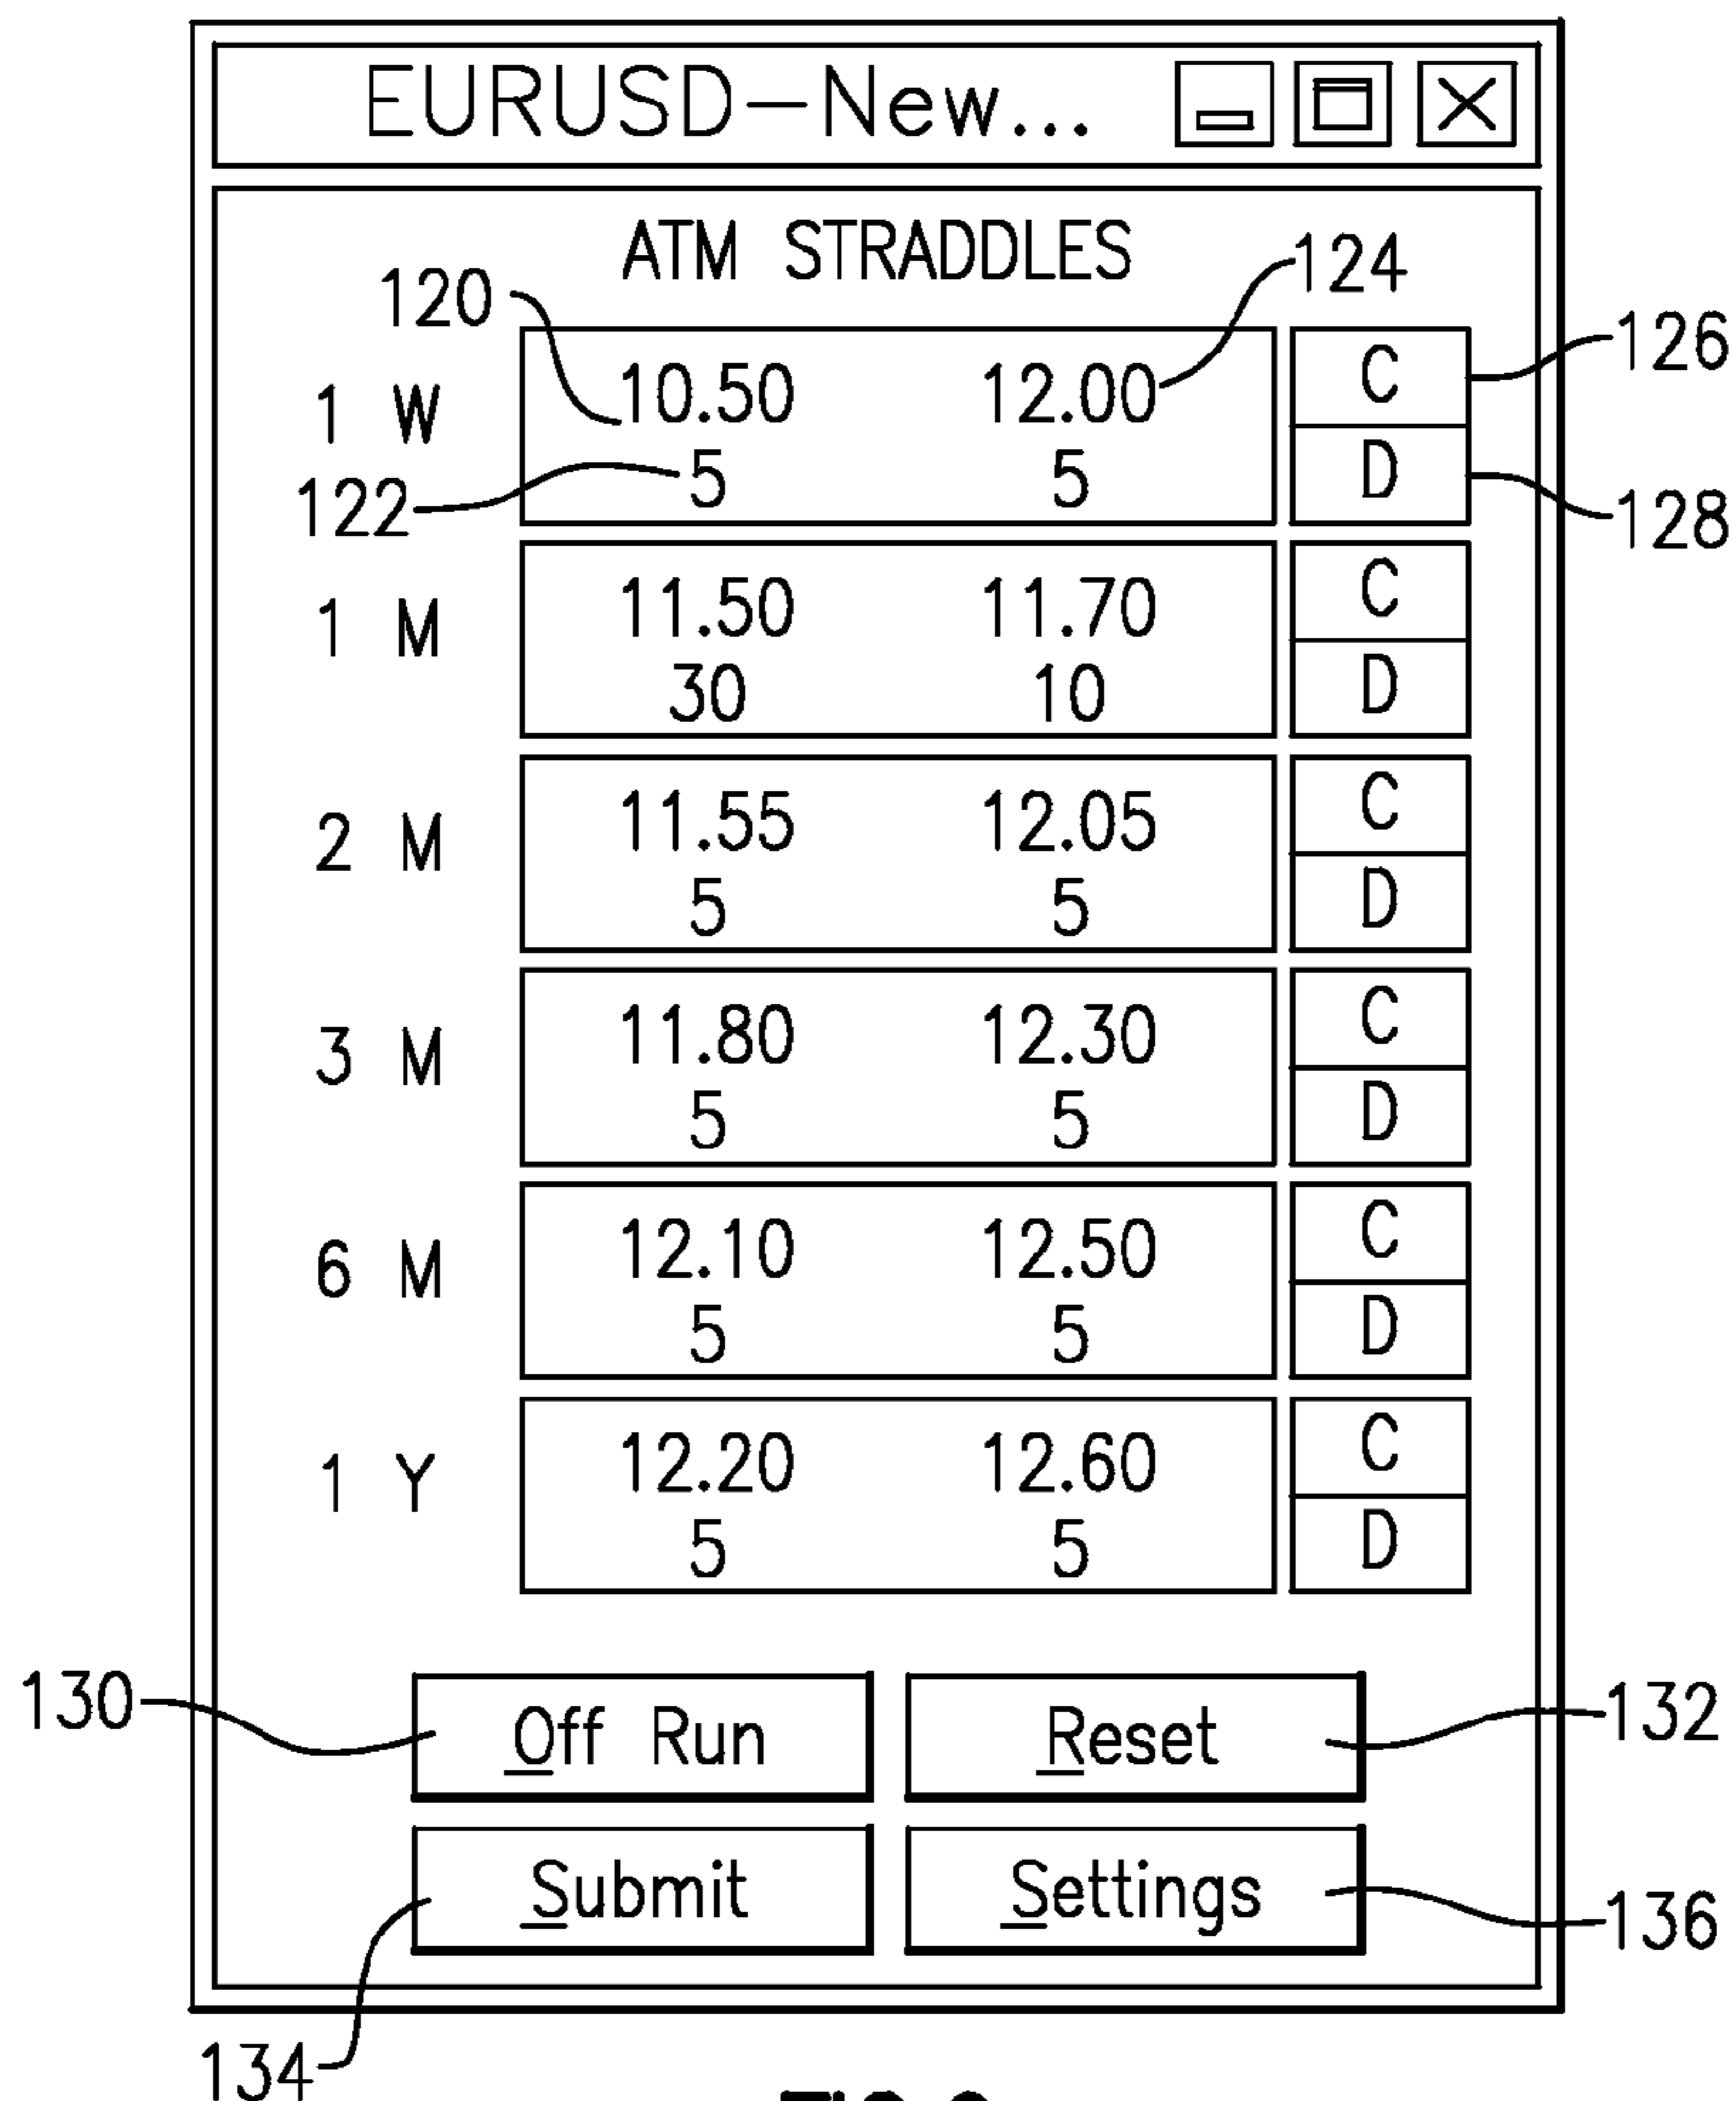 EURUSD-New...
ATM STRADDLES
120
124
126
1 W
10.50 12.00
C
122
5 5
D
128
1 M
11.50 11.70
C
30 10
D
2 M
11.55 12.05
C
5 5
D
3 M
11.80 12.30
C
5 5
D
6 M
12.10 12.50
C
5 5
D
1 Y
12.20 12.60
C
5 5
D
130
Off Run
Reset
132
Submit
Settings
136
134